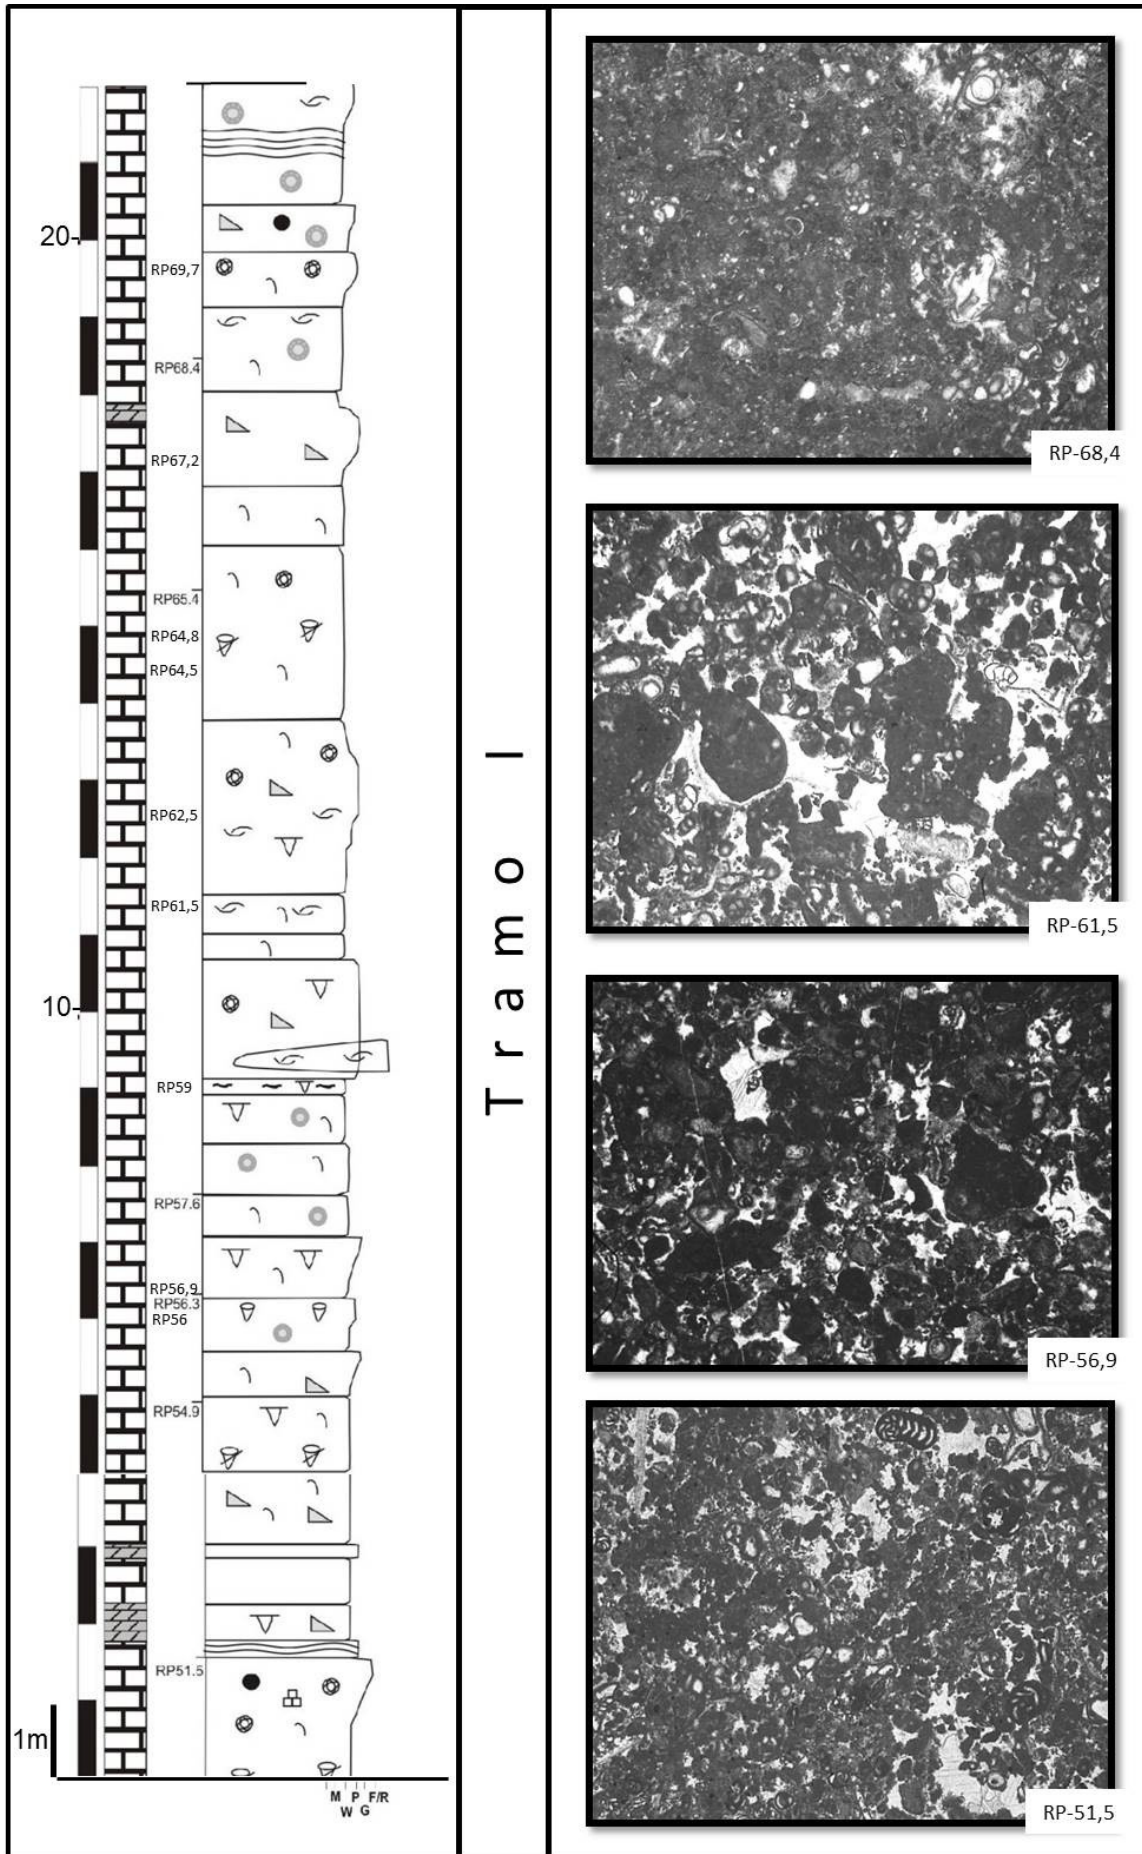 20-
RP69,7
RP68.4
RP67,2
RP65.4
RP64,8
RP64,5
RP62,5
RP61,5
10-
RP59
RP57.6
RP56,9
RP56.3
RP56
RP54.9
RP51.5
1m
M P F/R
W G
Tramo I
RP-68,4
RP-61,5
RP-56,9
RP-51,5